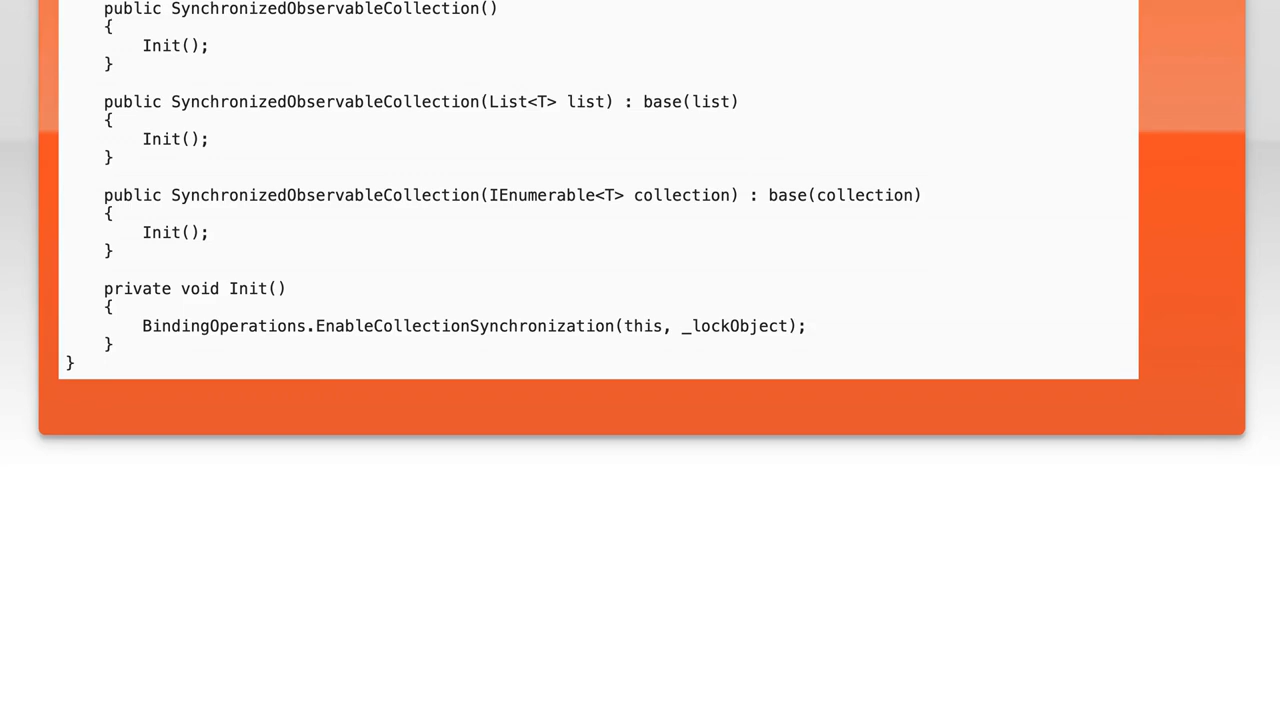 public SynchronizedObservableCollection()
{
Init();
}
public SynchronizedObservableCollection(List<T> list) : base(list)
{
Init();
}
public SynchronizedObservableCollection(IEnumerable<T> collection) : base(collection)
{
Init();
}
private void Init()
{
BindingOperations.EnableCollectionSynchronization(this, _lockObject);
}
}